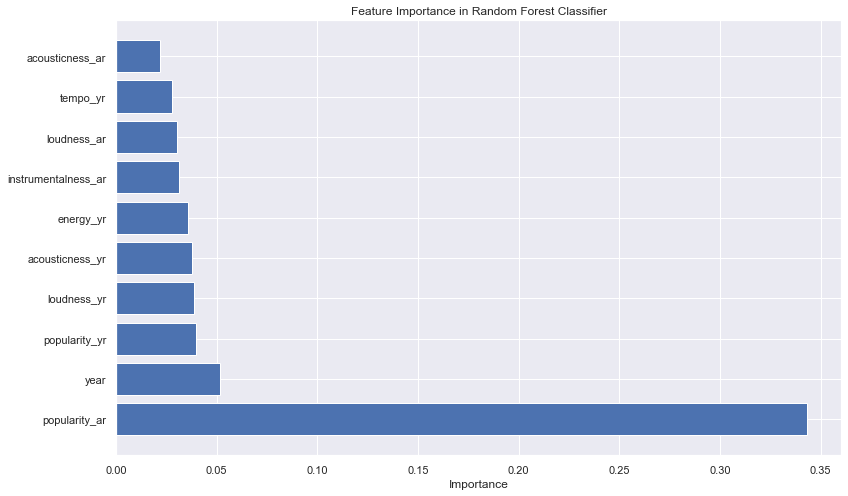 Feature Importance in Random Forest Classifier
acousticness_ar
tempo_yr
loudness_ar
instrumentalness_ar
energy_yr
acousticness_yr
loudness_yr
popularity_yr
year
popularity_ar
0.00 0.05 0.10 0.15 0.20 0.25 0.30 0.35
Importance